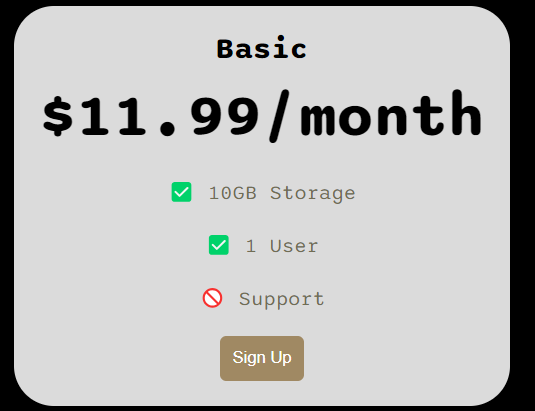 Basic
$11.99/month
✅ 10GB Storage
✅ 1 User
🚫 Support
Sign Up